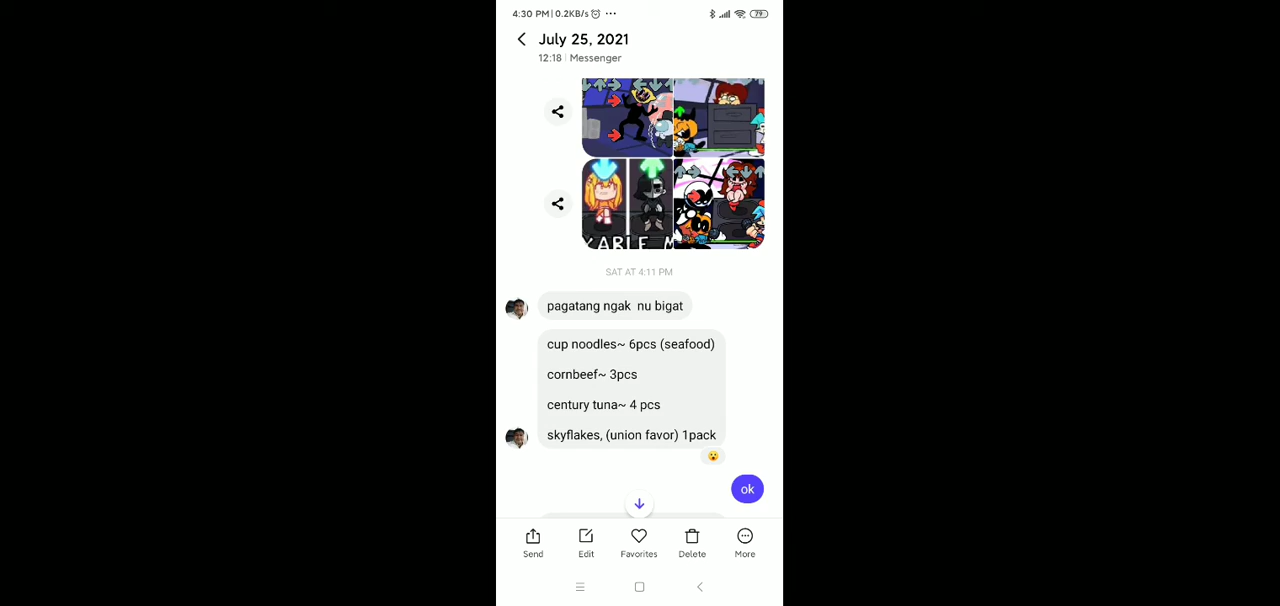 4:30 PM | 0.2KB/s
79
July 25, 2021
12:18 | Messenger
KABLE M
SAT AT 4:11 PM
pagatang ngak  nu bigat
cup noodles~ 6pcs (seafood)
cornbeef~ 3pcs
century tuna~ 4 pcs
skyflakes, (union favor) 1pack
ok
Send
Edit
Favorites
Delete
More